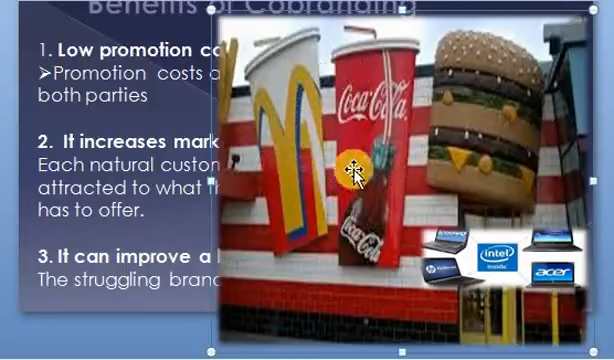 Benefits of Cobranding
1. Low promotion co
➢Promotion costs a
both parties
2. It increases mark
Each natural custom
attracted to what
has to offer.
3. It can improve a
The struggling brand
Coca-Cola
Coca-Cola
intel
inside
hp
acer